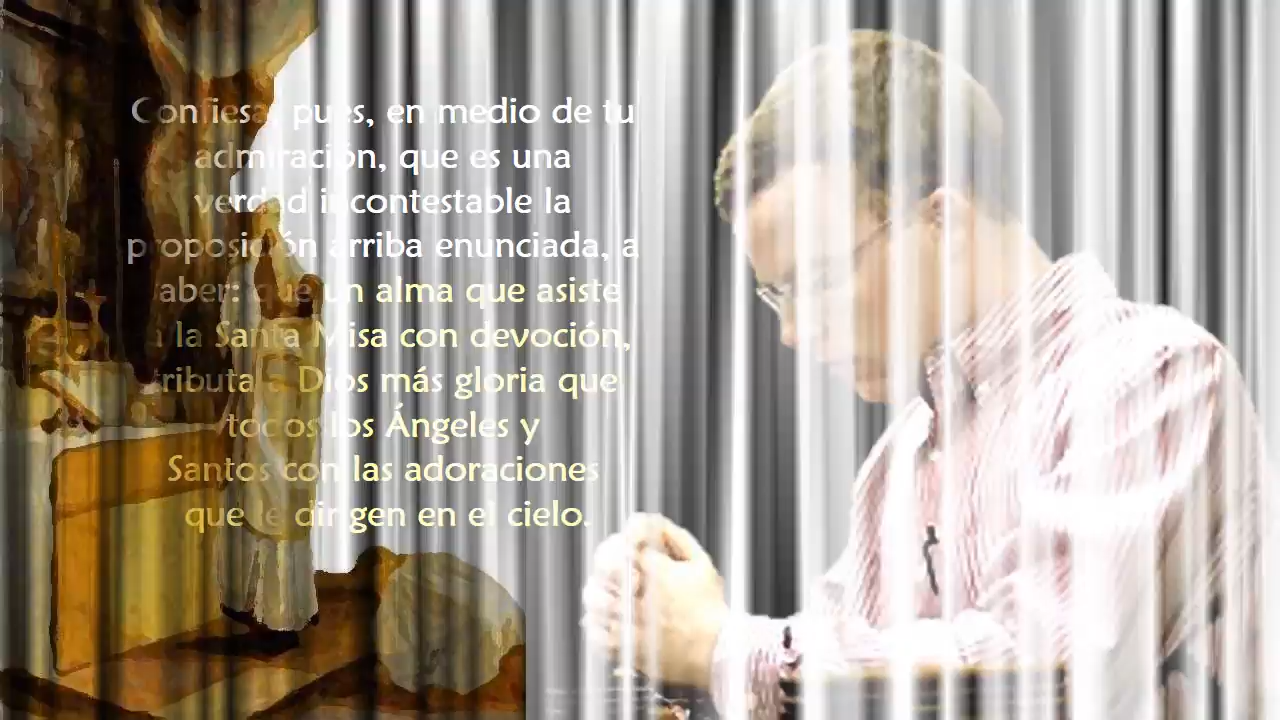 Confiesa, pues, en medio de tu
admiración, que es una
verdad incontestable la
proposición arriba enunciada, a
saber: que un alma que asiste
a la Santa Misa con devoción,
tributa a Dios más gloria que
todos los Ángeles y
Santos con las adoraciones
que le dirigen en el cielo.